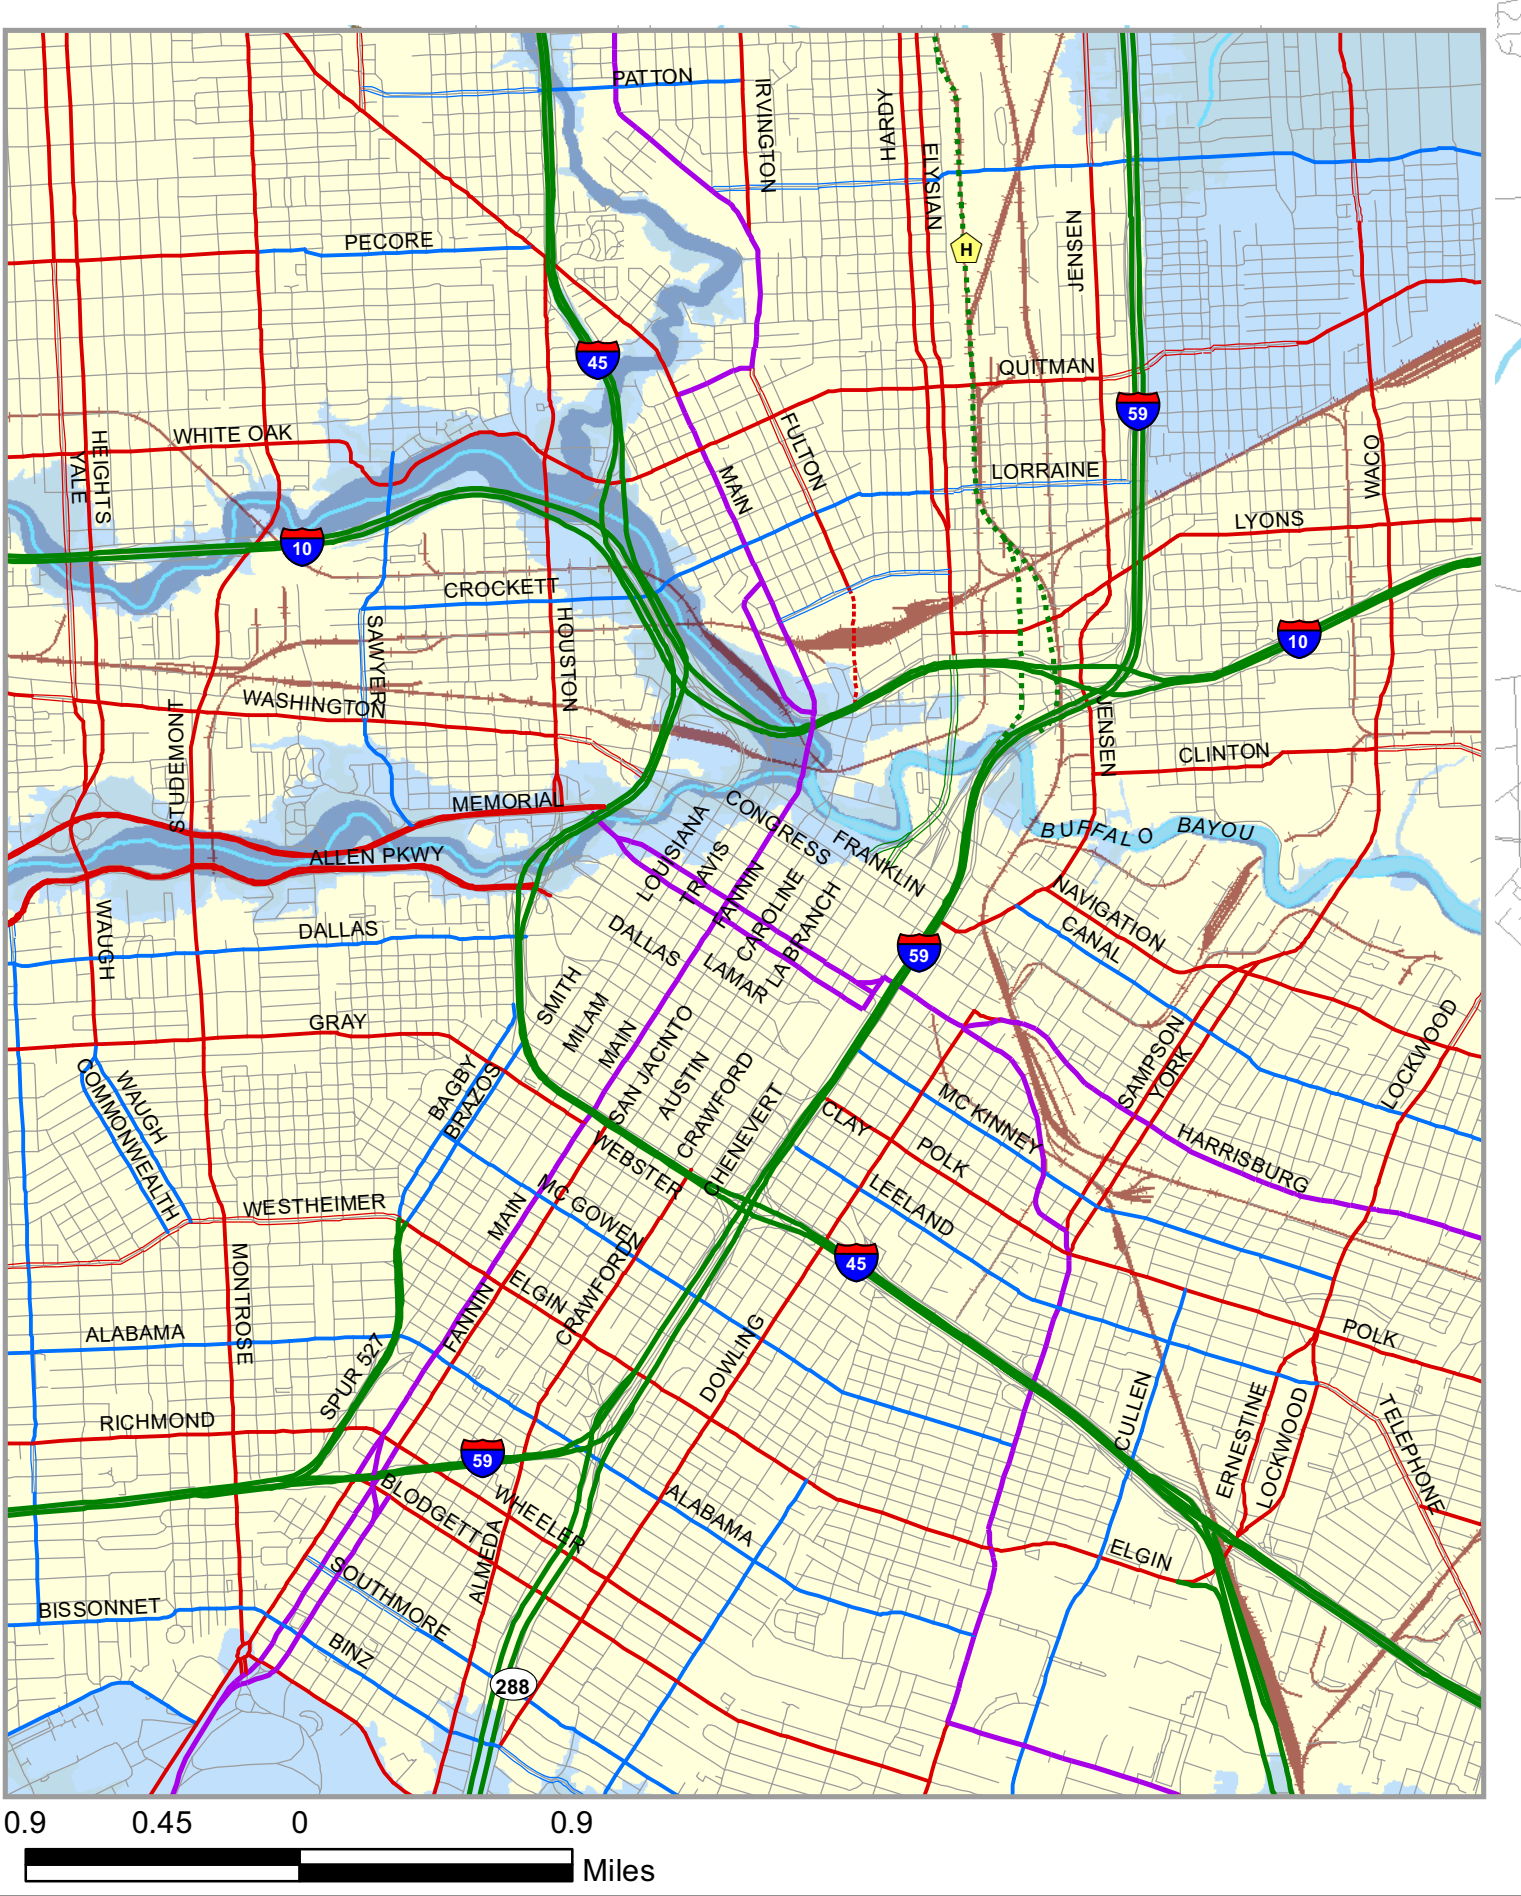 PATTON
IRVINGTON
HARDY
ELYSIAN
JENSEN
H
PECORE
45
QUITMAN
59
WHITE OAK
HEIGHTS
YALE
FULTON
MAIN
LORRAINE
WACO
LYONS
10
CROCKETT
HOUSTON
SAWYER
10
WASHINGTON
STUDEMONT
JENSEN
CLINTON
MEMORIAL
CONGRESS
FRANKLIN
BUFFALO BAYOU
ALLEN PKWY
LOUISIANA
TRAVIS
FANNIN
CAROLINE
LA BRANCH
NAVIGATION
CANAL
WAUGH
DALLAS
DALLAS
LAMAR
59
SMITH
MILAM
MAIN
SAN JACINTO
AUSTIN
CRAWFORD
CHENEVERT
GRAY
SAMPSON
YORK
LOCKWOOD
WAUGH
COMMONWEALTH
BAGBY
BRAZOS
CLAY
MC KINNEY
POLK
HARRISBURG
WEBSTER
MC GOWEN
LEELAND
WESTHEIMER
MAIN
MONTROSE
CRAWFORD
ELGIN
FANNIN
45
ALABAMA
SPUR 527
DOWLING
POLK
RICHMOND
CULLEN
ERNESTINE
LOCKWOOD
TELEPHONE
59
BLODGETT
WHEELER
ALABAMA
ALMEDA
ELGIN
SOUTHMORE
BISSONNET
BINZ
288
0.9 0.45 0 0.9
Miles